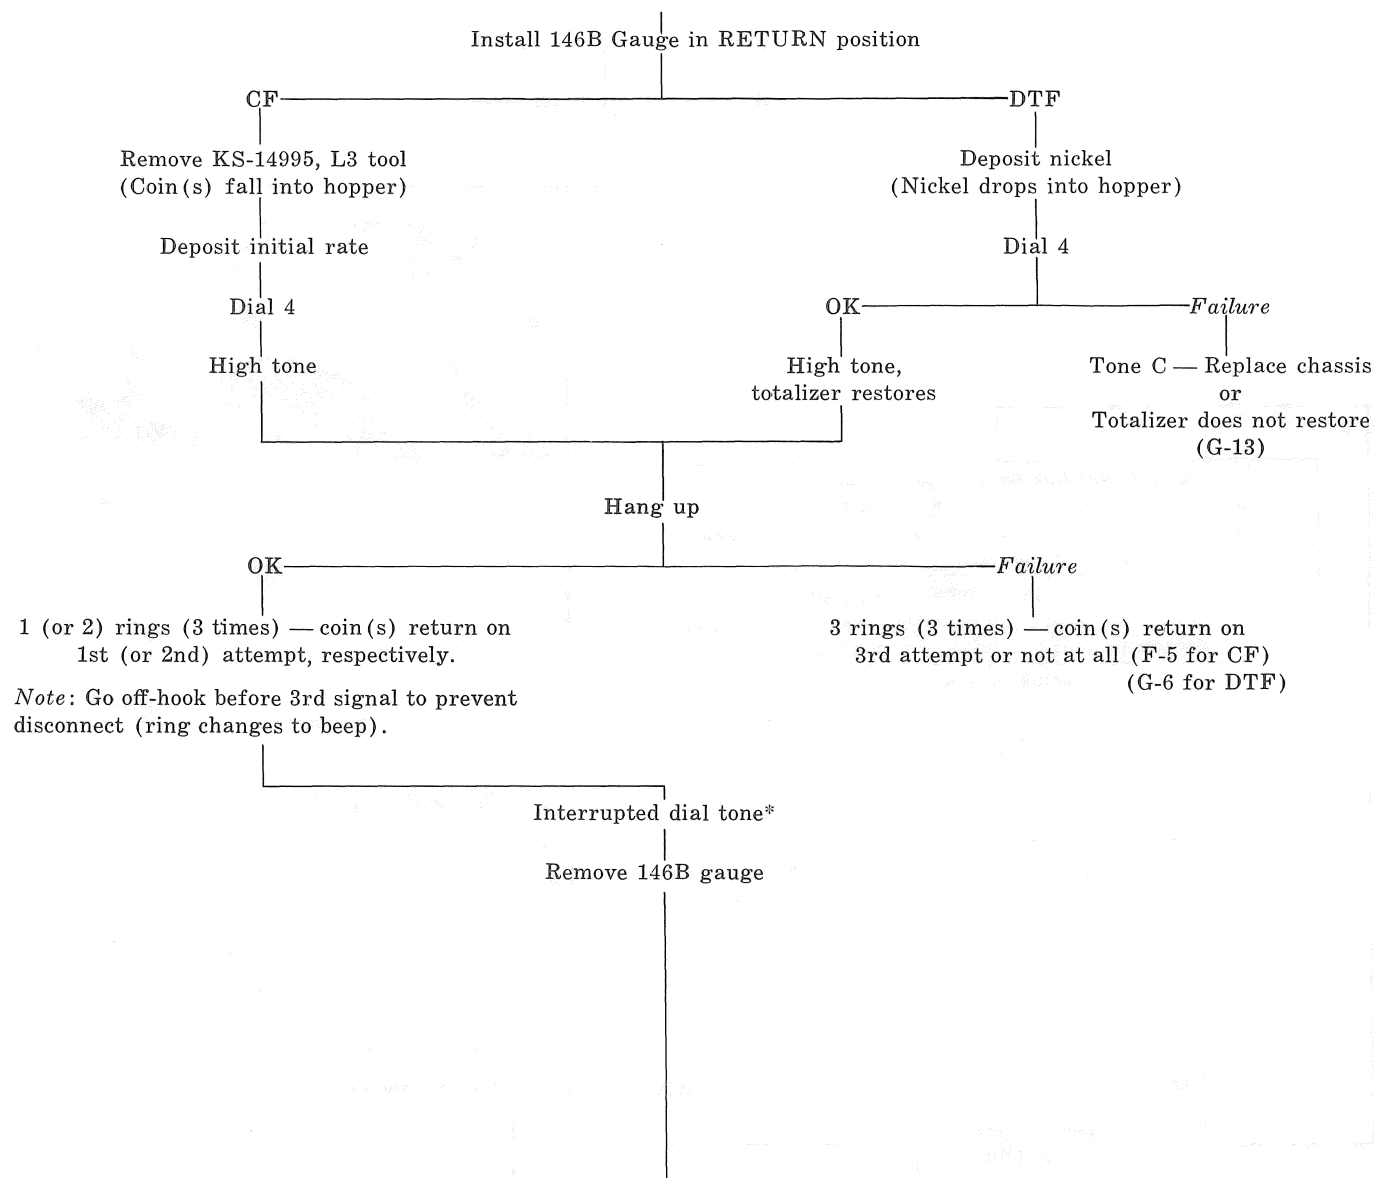 Install 146B Gauge in RETURN position
CF
DTF
Remove KS-14995, L3 tool
(Coin(s) fall into hopper)
Deposit nickel
(Nickel drops into hopper)
Deposit initial rate
Dial 4
Dial 4
OK
Failure
High tone
High tone,
totalizer restores
Tone C — Replace chassis
or
Totalizer does not restore
(G-13)
Hang up
OK
Failure
1 (or 2) rings (3 times) — coin(s) return on
1st (or 2nd) attempt, respectively.
3 rings (3 times) — coin(s) return on
3rd attempt or not at all (F-5 for CF)
(G-6 for DTF)
Note: Go off-hook before 3rd signal to prevent
disconnect (ring changes to beep).
Interrupted dial tone*
Remove 146B gauge